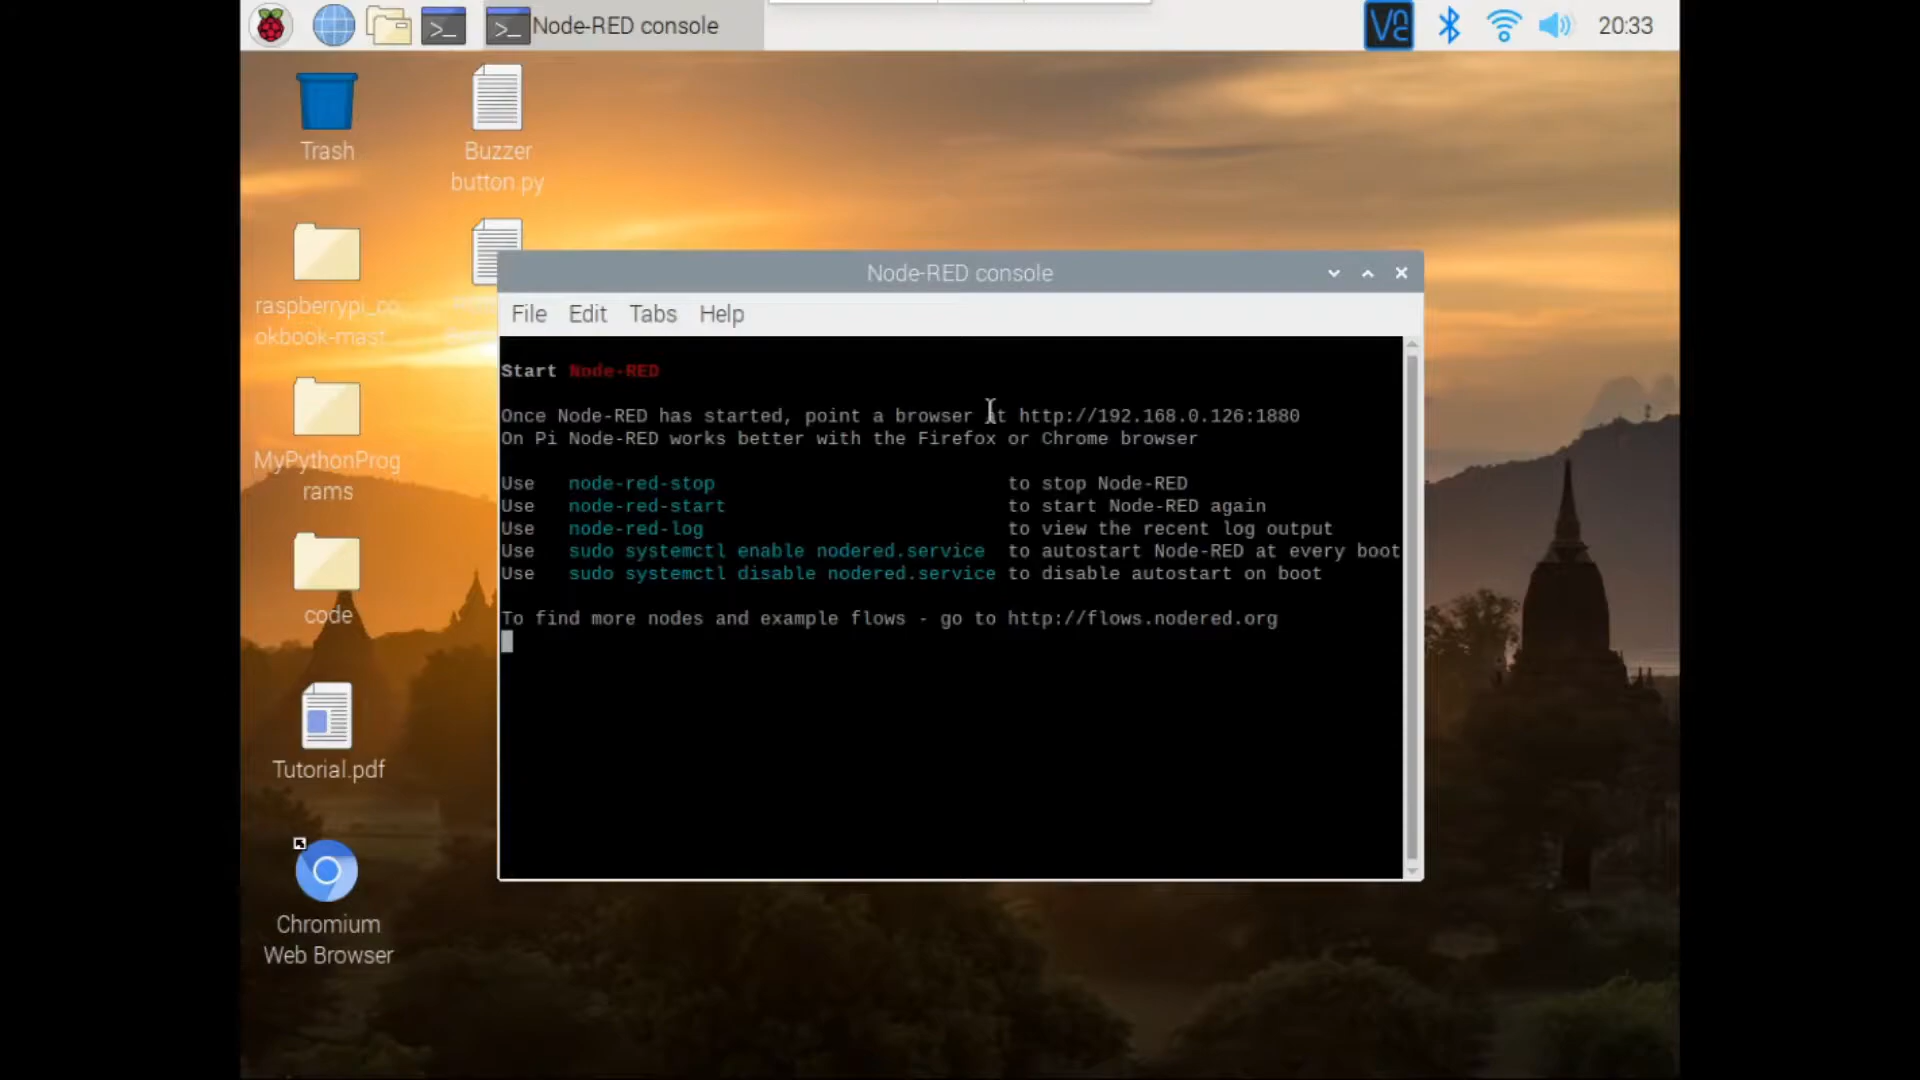 Node-RED console
20:33
Trash
Buzzer
button.py
raspberrypi_co
okbook-mast...
MyPythonProg
rams
code
Tutorial.pdf
Chromium
Web Browser
Node-RED console
File Edit Tabs Help
Start Node-RED
Once Node-RED has started, point a browser at http://192.168.0.126:1880
On Pi Node-RED works better with the Firefox or Chrome browser
Use node-red-stop to stop Node-RED
Use node-red-start to start Node-RED again
Use node-red-log to view the recent log output
Use sudo systemctl enable nodered.service to autostart Node-RED at every boot
Use sudo systemctl disable nodered.service to disable autostart on boot
To find more nodes and example flows - go to http://flows.nodered.org